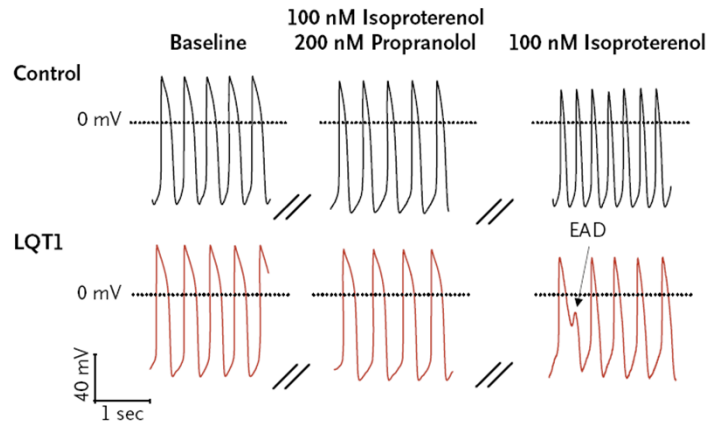 Baseline
100 nM Isoproterenol
200 nM Propranolol
100 nM Isoproterenol
Control
0 mV
LQT1
EAD
0 mV
40 mV
1 sec